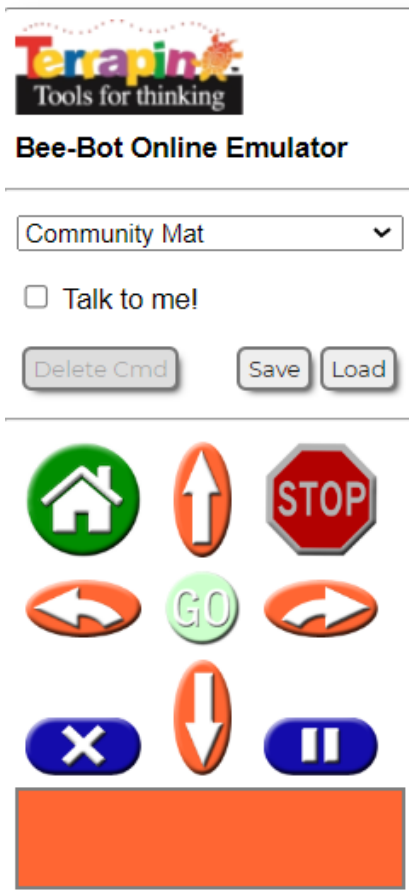 Terrapin
Tools for thinking
Bee-Bot Online Emulator
Community Mat
Talk to me!
Delete Cmd Save Load
STOP
GO